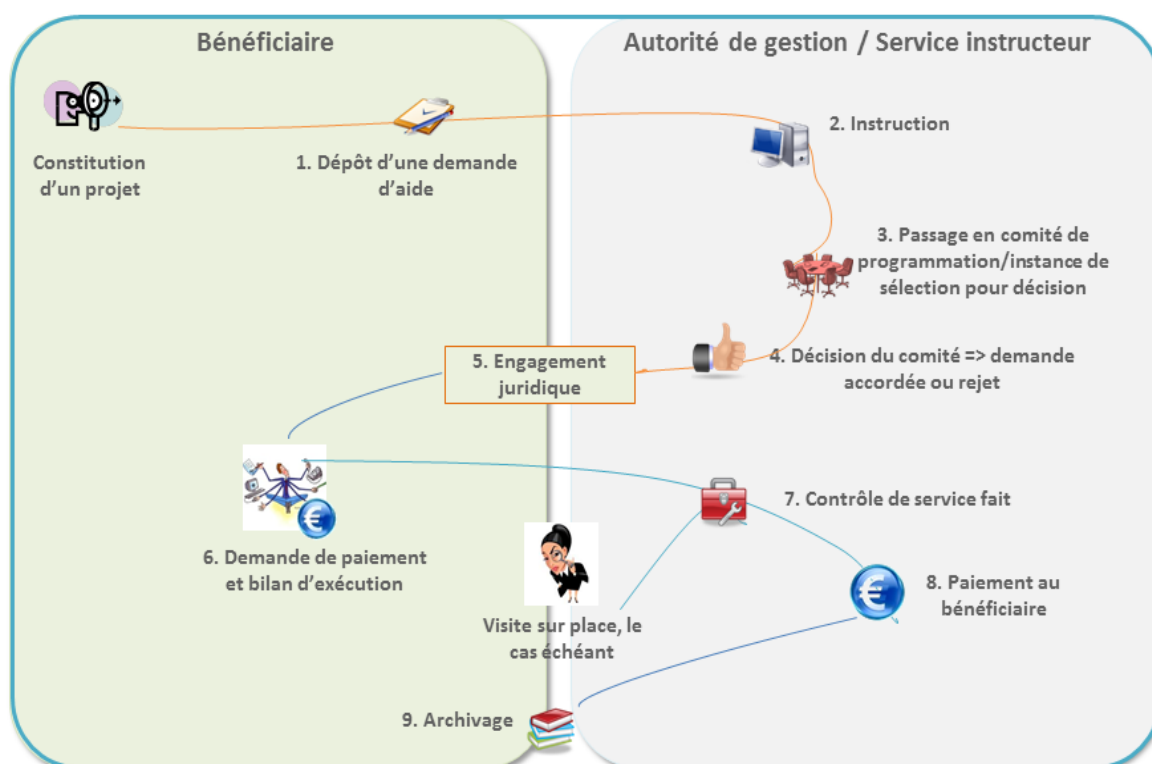 Bénéficiaire
Autorité de gestion / Service instructeur
Constitution
d’un projet
1. Dépôt d’une demande
d’aide
2. Instruction
3. Passage en comité de
programmation/instance de
sélection pour décision
4. Décision du comité => demande
accordée ou rejet
5. Engagement
juridique
6. Demande de paiement
et bilan d’exécution
7. Contrôle de service fait
Visite sur place, le
cas échéant
8. Paiement au
bénéficiaire
9. Archivage